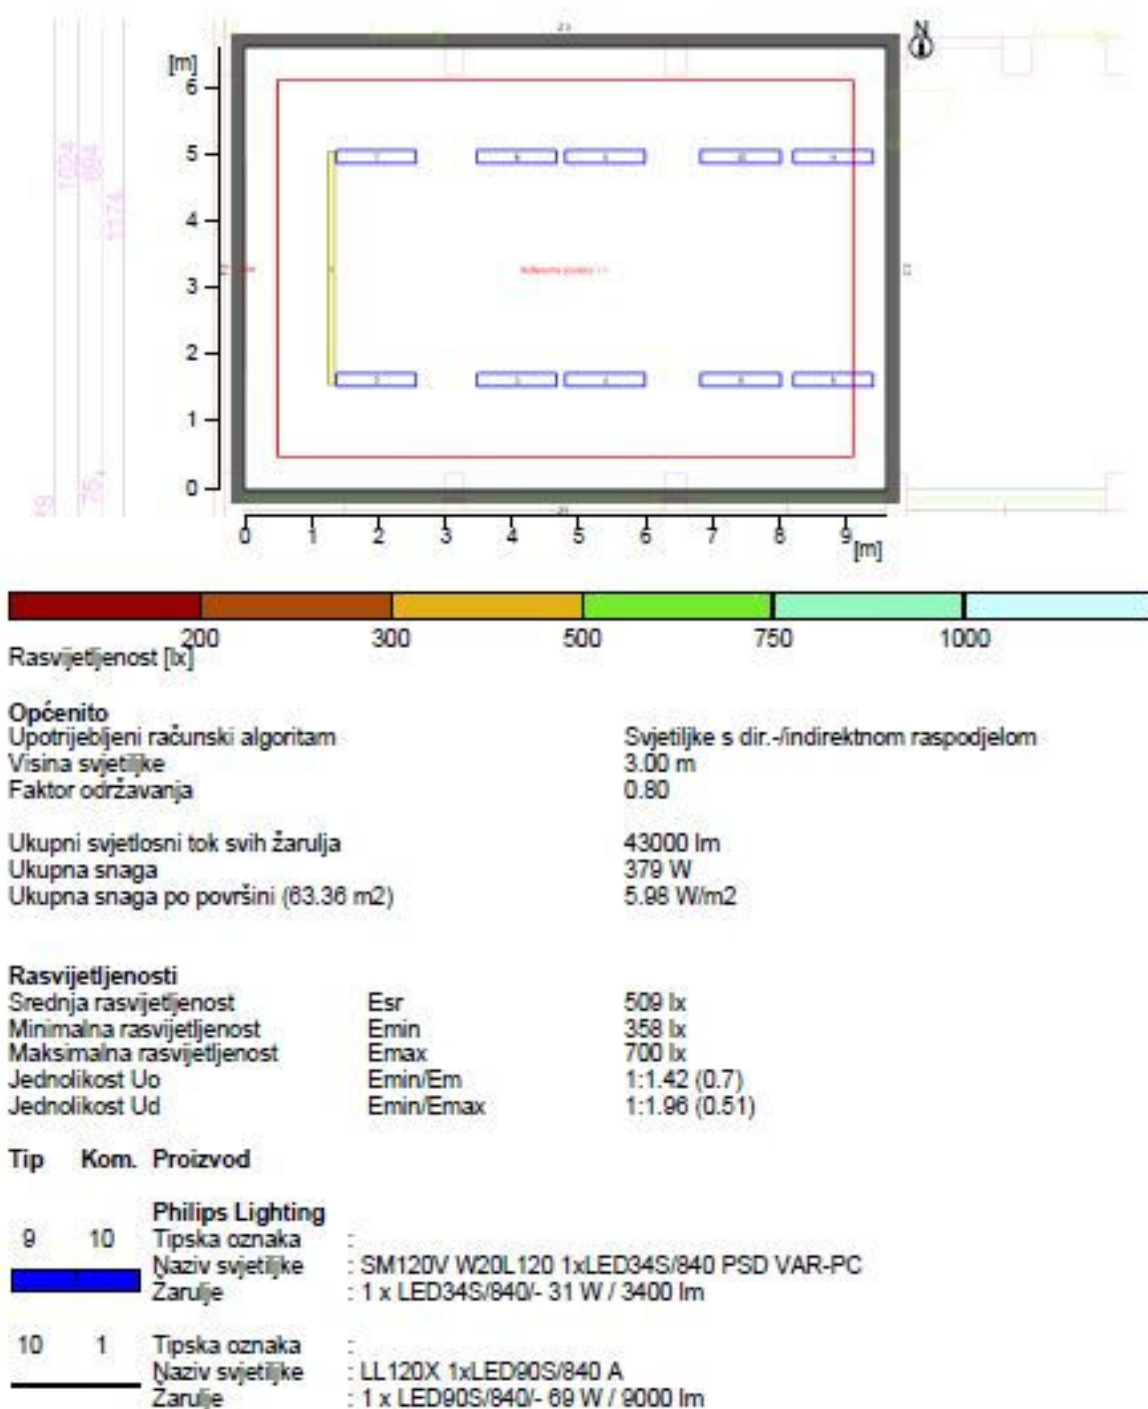 N
[m]
6
5
4
3
2
1
0
1024
894
1174
75
0 1 2 3 4 5 6 7 8 9
[m]
200 300 500 750 1000
Rasvijetljenost [lx]
Općenito
Upotrijebljeni računski algoritam Svjetiljke s dir.-/indirektnom raspodjelom
Visina svjetiljke 3.00 m
Faktor održavanja 0.80
Ukupni svjetlosni tok svih žarulja 43000 lm
Ukupna snaga 379 W
Ukupna snaga po površini (63.36 m2) 5.98 W/m2
Rasvijetljenosti
Srednja rasvijetljenost Esr 509 lx
Minimalna rasvijetljenost Emin 358 lx
Maksimalna rasvijetljenost Emax 700 lx
Jednolikost Uo Emin/Em 1:1.42 (0.7)
Jednolikost Ud Emin/Emax 1:1.96 (0.51)
Tip Kom. Proizvod
Philips Lighting
9 10 Tipska oznaka :
Naziv svjetiljke : SM120V W20L120 1xLED34S/840 PSD VAR-PC
Žarulje : 1 x LED34S/840/- 31 W / 3400 lm
10 1 Tipska oznaka :
Naziv svjetiljke : LL120X 1xLED90S/840 A
Žarulje : 1 x LED90S/840/- 69 W / 9000 lm